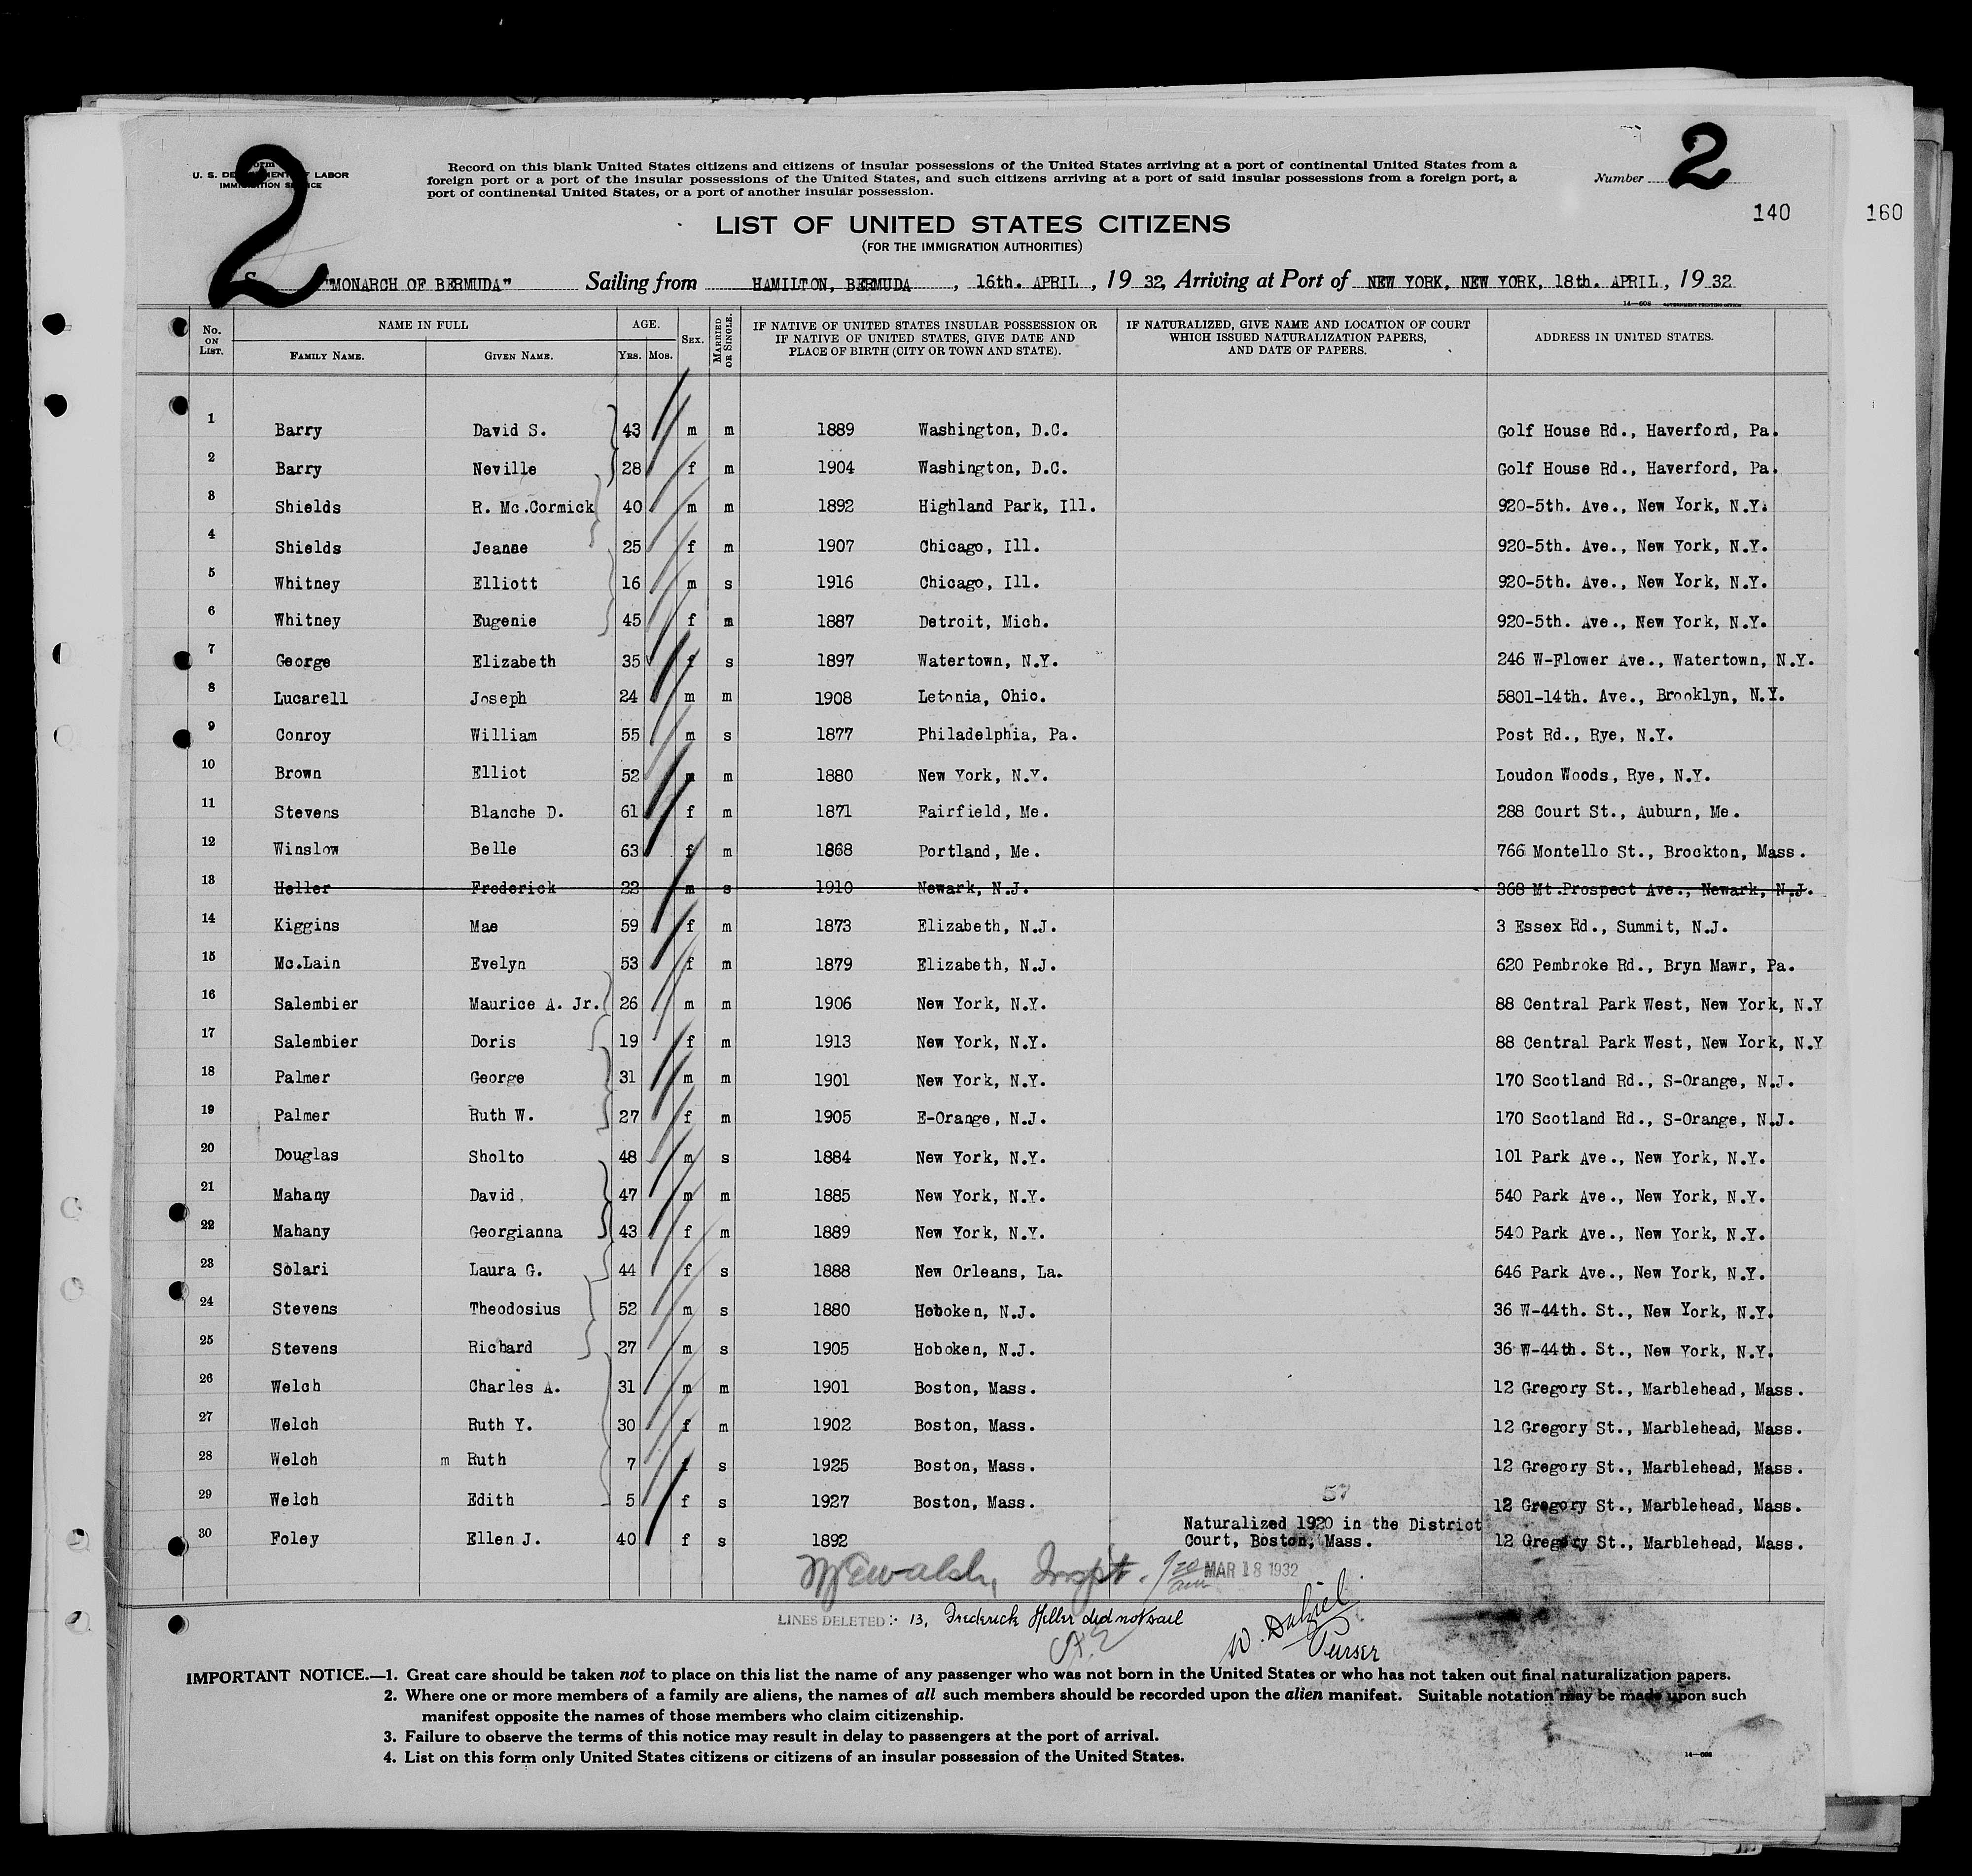 2
2
U. S. DEPARTMENT OF LABOR
IMMIGRATION SERVICE
Record on this blank United States citizens and citizens of insular possessions of the United States arriving at a port of continental United States from a
foreign port or a port of the insular possessions of the United States, and such citizens arriving at a port of said insular possessions from a foreign port, a
port of continental United States, or a port of another insular possession.
Number
140
160
LIST OF UNITED STATES CITIZENS
(FOR THE IMMIGRATION AUTHORITIES)
S "MONARCH OF BERMUDA" Sailing from HAMILTON, BERMUDA, 16th. APRIL, 1932, Arriving at Port of NEW YORK, NEW YORK, 18th. APRIL, 1932
14—608 GOVERNMENT PRINTING OFFICE
No. ON LIST. NAME IN FULL FAMILY NAME. GIVEN NAME. AGE. YRS. MOS. SEX. MARRIED OR SINGLE. IF NATIVE OF UNITED STATES INSULAR POSSESSION OR IF NATIVE OF UNITED STATES, GIVE DATE AND PLACE OF BIRTH (CITY OR TOWN AND STATE). IF NATURALIZED, GIVE NAME AND LOCATION OF COURT WHICH ISSUED NATURALIZATION PAPERS, AND DATE OF PAPERS. ADDRESS IN UNITED STATES.
1 Barry David S. 43 m m 1889 Washington, D.C. Golf House Rd., Haverford, Pa.
2 Barry Neville 28 f m 1904 Washington, D.C. Golf House Rd., Haverford, Pa.
3 Shields R. Mc.Cormick 40 m m 1892 Highland Park, Ill. 920-5th. Ave., New York, N.Y.
4 Shields Jeanne 25 f m 1907 Chicago, Ill. 920-5th. Ave., New York, N.Y.
5 Whitney Elliott 16 m s 1916 Chicago, Ill. 920-5th. Ave., New York, N.Y.
6 Whitney Eugenie 45 f m 1887 Detroit, Mich. 920-5th. Ave., New York, N.Y.
7 George Elizabeth 35 f s 1897 Watertown, N.Y. 246 W-Flower Ave., Watertown, N.Y.
8 Lucarell Joseph 24 m m 1908 Letonia, Ohio. 5801-14th. Ave., Brooklyn, N.Y.
9 Conroy William 55 m s 1877 Philadelphia, Pa. Post Rd., Rye, N.Y.
10 Brown Elliot 52 m m 1880 New York, N.Y. Loudon Woods, Rye, N.Y.
11 Stevens Blanche D. 61 f m 1871 Fairfield, Me. 288 Court St., Auburn, Me.
12 Winslow Belle 63 f m 1868 Portland, Me. 766 Montello St., Brockton, Mass.
13 Heller Frederick 22 m s 1910 Newark, N.J. 368 Mt.Prospect Ave., Newark, N.J.
14 Kiggins Mae 59 f m 1873 Elizabeth, N.J. 3 Essex Rd., Summit, N.J.
15 Mc.Lain Evelyn 53 f m 1879 Elizabeth, N.J. 620 Pembroke Rd., Bryn Mawr, Pa.
16 Salembier Maurice A. Jr. 26 m m 1906 New York, N.Y. 88 Central Park West, New York, N.Y
17 Salembier Doris 19 f m 1913 New York, N.Y. 88 Central Park West, New York, N.Y
18 Palmer George 31 m m 1901 New York, N.Y. 170 Scotland Rd., S-Orange, N.J.
19 Palmer Ruth W. 27 f m 1905 E-Orange, N.J. 170 Scotland Rd., S-Orange, N.J.
20 Douglas Sholto 48 m s 1884 New York, N.Y. 101 Park Ave., New York, N.Y.
21 Mahany David. 47 m m 1885 New York, N.Y. 540 Park Ave., New York, N.Y.
22 Mahany Georgianna 43 f m 1889 New York, N.Y. 540 Park Ave., New York, N.Y.
23 Solari Laura G. 44 f s 1888 New Orleans, La. 646 Park Ave., New York, N.Y.
24 Stevens Theodosius 52 m s 1880 Hoboken, N.J. 36 W-44th. St., New York, N.Y.
25 Stevens Richard 27 m s 1905 Hoboken, N.J. 36 W-44th. St., New York, N.Y.
26 Welch Charles A. 31 m m 1901 Boston, Mass. 12 Gregory St., Marblehead, Mass.
27 Welch Ruth Y. 30 f m 1902 Boston, Mass. 12 Gregory St., Marblehead, Mass.
28 Welch m Ruth 7 f s 1925 Boston, Mass. 12 Gregory St., Marblehead, Mass.
29 Welch Edith 5 f s 1927 Boston, Mass. 12 Gregory St., Marblehead, Mass.
57
30 Foley Ellen J. 40 f s 1892 Naturalized 1920 in the District Court, Boston, Mass. 12 Gregory St., Marblehead, Mass.
Walsh, Inspt. MAR 18 1932
LINES DELETED :- 13, Frederick Heller did not sail
W. Dalziel
Purser
IMPORTANT NOTICE.—1. Great care should be taken not to place on this list the name of any passenger who was not born in the United States or who has not taken out final naturalization papers.
2. Where one or more members of a family are aliens, the names of all such members should be recorded upon the alien manifest. Suitable notation may be made upon such
manifest opposite the names of those members who claim citizenship.
3. Failure to observe the terms of this notice may result in delay to passengers at the port of arrival.
4. List on this form only United States citizens or citizens of an insular possession of the United States.
14—608